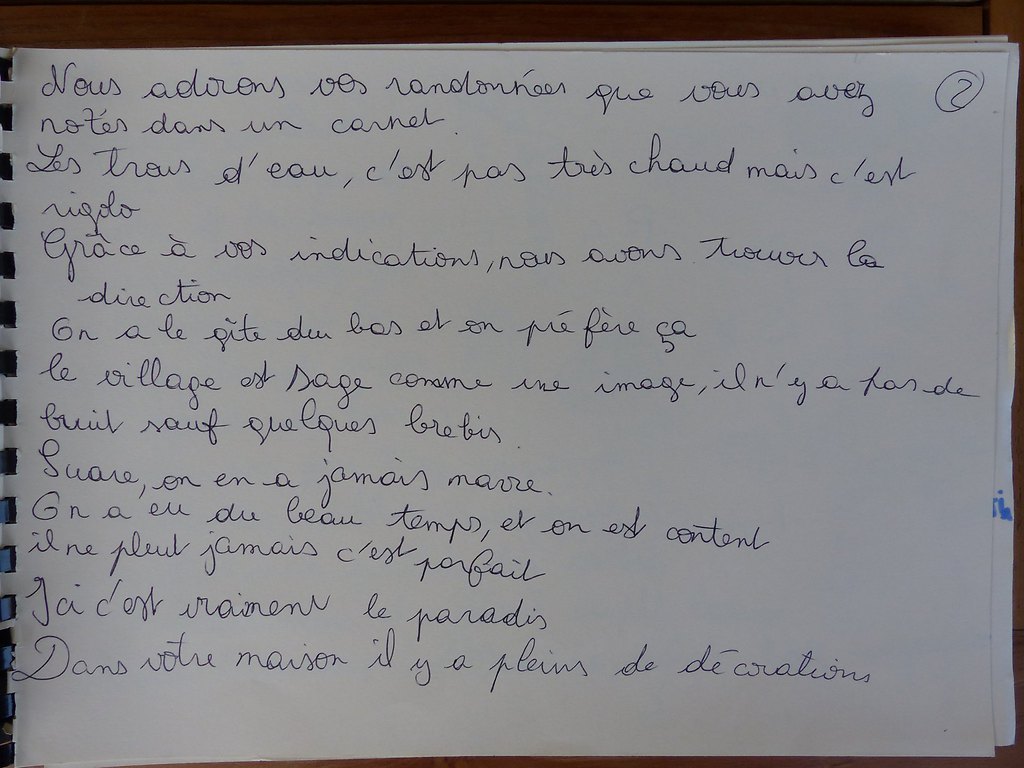 Nous adorons vos randonnées que vous avez
②
notés dans un carnet.
Les trous d'eau, c'est pas très chaud mais c'est
rigolo
Grâce à vos indications, nous avons trouver la
direction
On a le gîte du bas et on préfère ça
le village est sage comme une image, il n'y a pas de
bruit sauf quelques brebis.
Suare, on en a jamais marre.
On a eu du beau temps, et on est content
il ne pleut jamais c'est parfait
Ici c'est vraiment le paradis
Dans votre maison il y a pleins de décorations